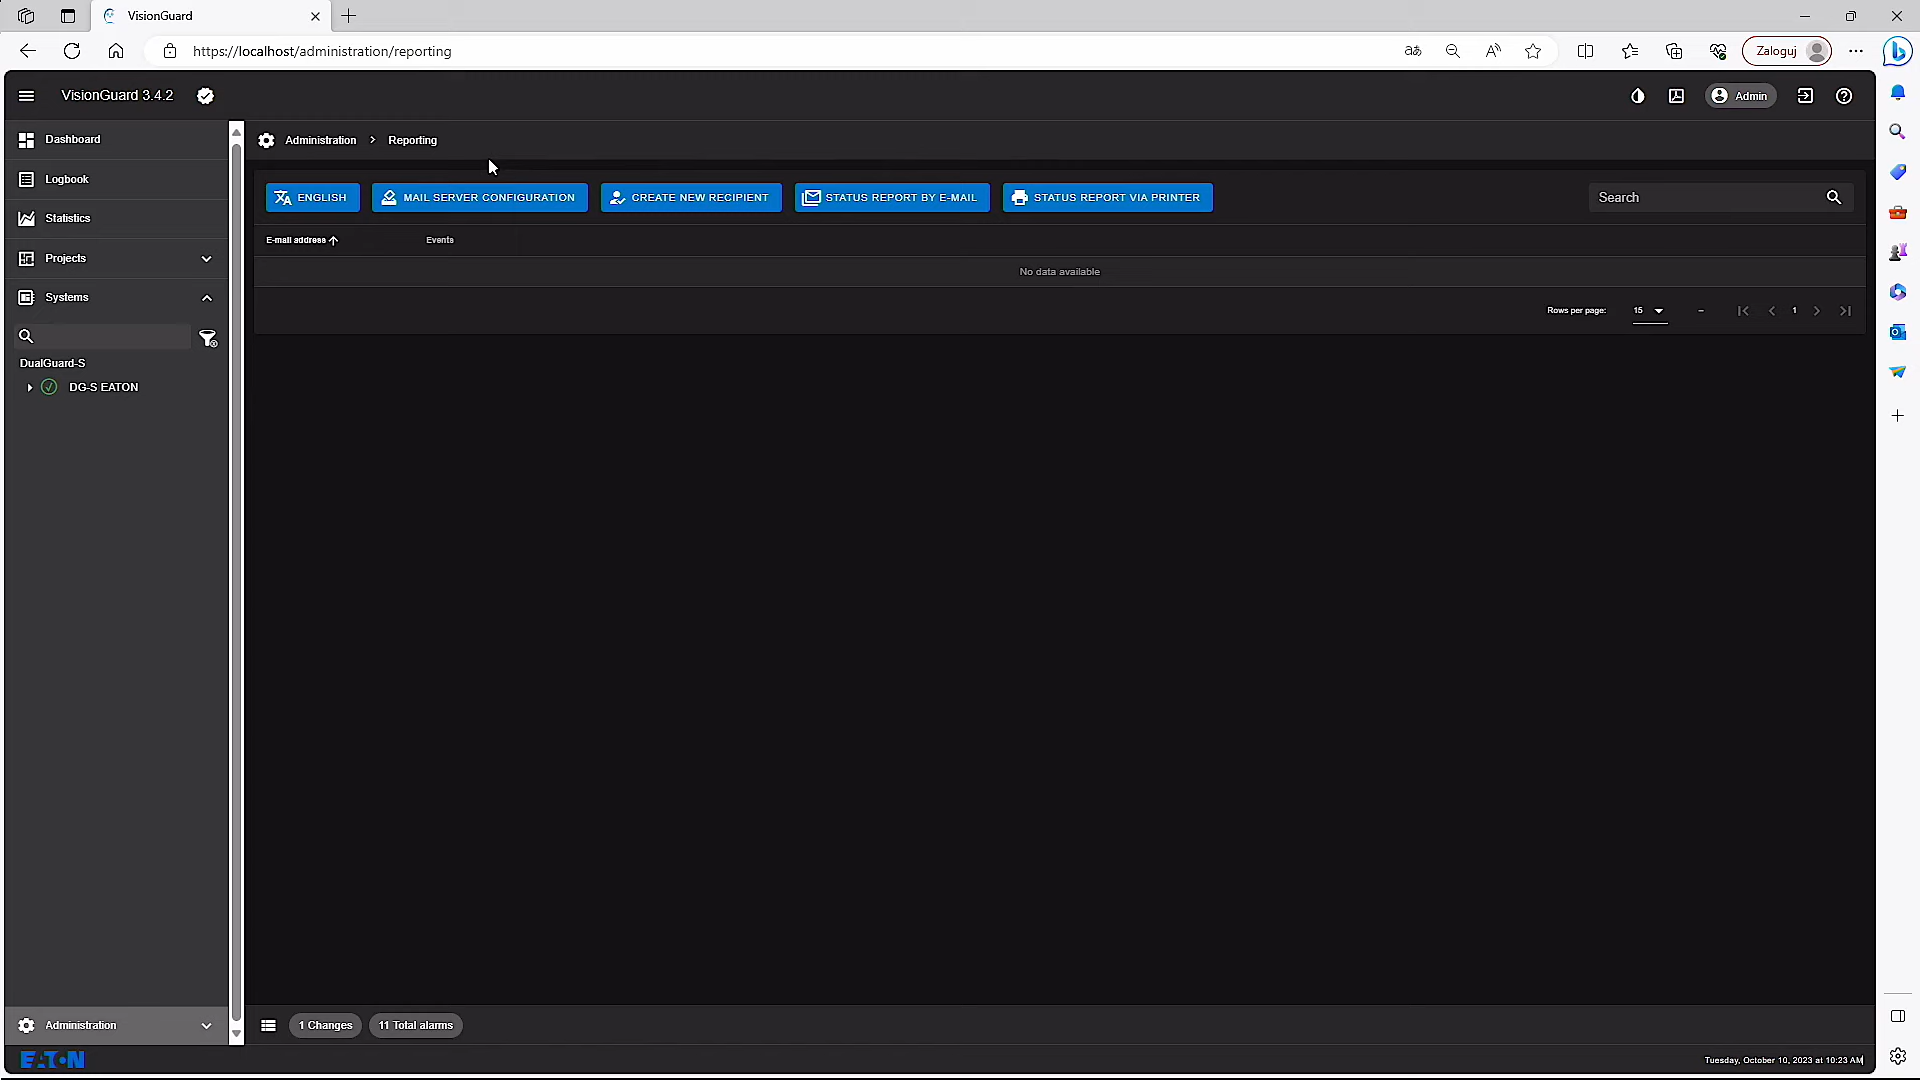 VisionGuard
https://localhost/administration/reporting
Zaloguj
VisionGuard 3.4.2
Admin
Dashboard
Logbook
Statistics
Projects
Systems
DualGuard-S
DG-S EATON
Administration
Administration > Reporting
ENGLISH
MAIL SERVER CONFIGURATION
CREATE NEW RECIPIENT
STATUS REPORT BY E-MAIL
STATUS REPORT VIA PRINTER
Search
E-mail address
Events
No data available
Rows per page:
15
–
1
1 Changes
11 Total alarms
EATON
Tuesday, October 10, 2023 at 10:23 AM